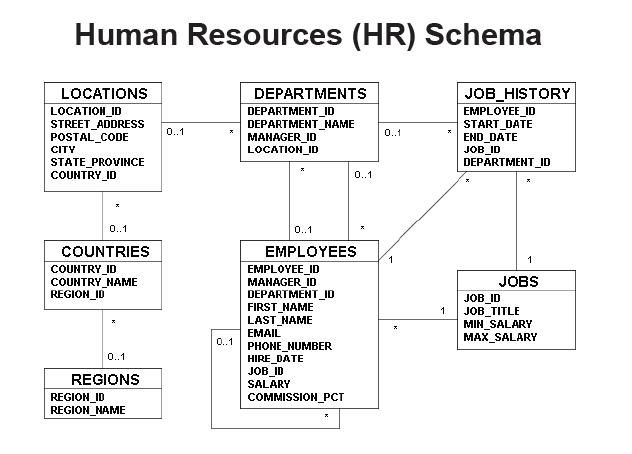 Human Resources (HR) Schema
LOCATIONS
LOCATION_ID
STREET_ADDRESS
POSTAL_CODE
CITY
STATE_PROVINCE
COUNTRY_ID
0..1
*
DEPARTMENTS
DEPARTMENT_ID
DEPARTMENT_NAME
MANAGER_ID
LOCATION_ID
0..1
*
JOB_HISTORY
EMPLOYEE_ID
START_DATE
END_DATE
JOB_ID
DEPARTMENT_ID
*
0..1
*
0..1
0..1
*
*
1
*
1
COUNTRIES
COUNTRY_ID
COUNTRY_NAME
REGION_ID
*
0..1
EMPLOYEES
EMPLOYEE_ID
MANAGER_ID
DEPARTMENT_ID
FIRST_NAME
LAST_NAME
EMAIL
PHONE_NUMBER
HIRE_DATE
JOB_ID
SALARY
COMMISSION_PCT
0..1
*
1
*
JOBS
JOB_ID
JOB_TITLE
MIN_SALARY
MAX_SALARY
REGIONS
REGION_ID
REGION_NAME